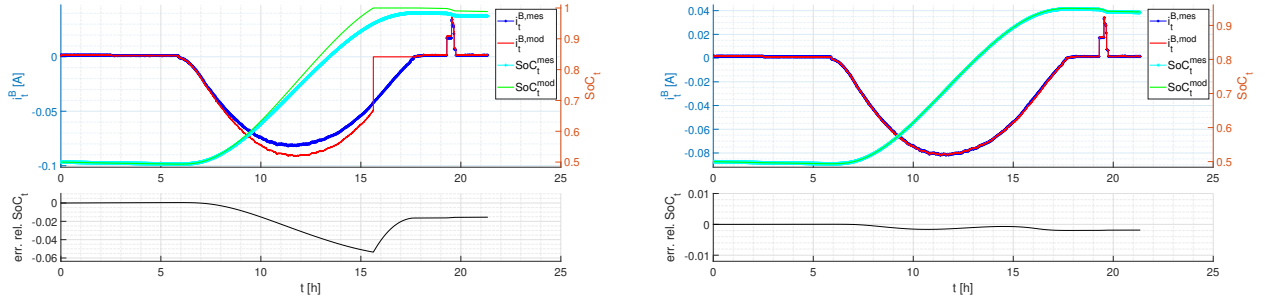 i_t^B [A]
0
-0.05
-0.1
i_t^{B,mes}
i_t^{B,mod}
SoC_t^{mes}
SoC_t^{mod}
1
0.9
0.8
0.7
0.6
0.5
SoC_t
0 5 10 15 20 25
err. rel. SoC_t
0
-0.02
-0.04
-0.06
0 5 10 15 20 25
t [h]
i_t^B [A]
0.04
0.02
0
-0.02
-0.04
-0.06
-0.08
i_t^{B,mes}
i_t^{B,mod}
SoC_t^{mes}
SoC_t^{mod}
0.9
0.8
0.7
0.6
0.5
SoC_t
0 5 10 15 20 25
err. rel. SoC_t
0.01
0
-0.01
0 5 10 15 20 25
t [h]